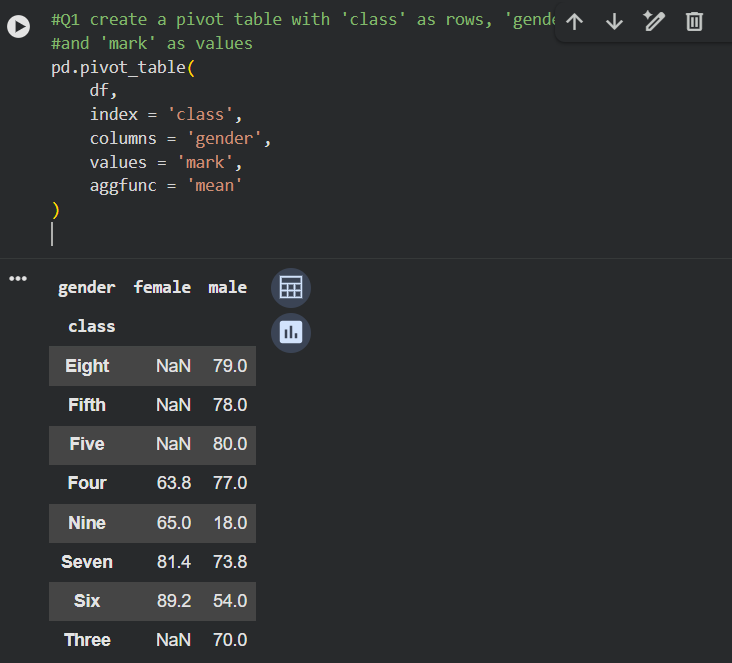 #Q1 create a pivot table with 'class' as rows, 'gende
#and 'mark' as values
pd.pivot_table(
    df,
    index = 'class',
    columns = 'gender',
    values = 'mark',
    aggfunc = 'mean'
)
gender female male
class
Eight NaN 79.0
Fifth NaN 78.0
Five NaN 80.0
Four 63.8 77.0
Nine 65.0 18.0
Seven 81.4 73.8
Six 89.2 54.0
Three NaN 70.0